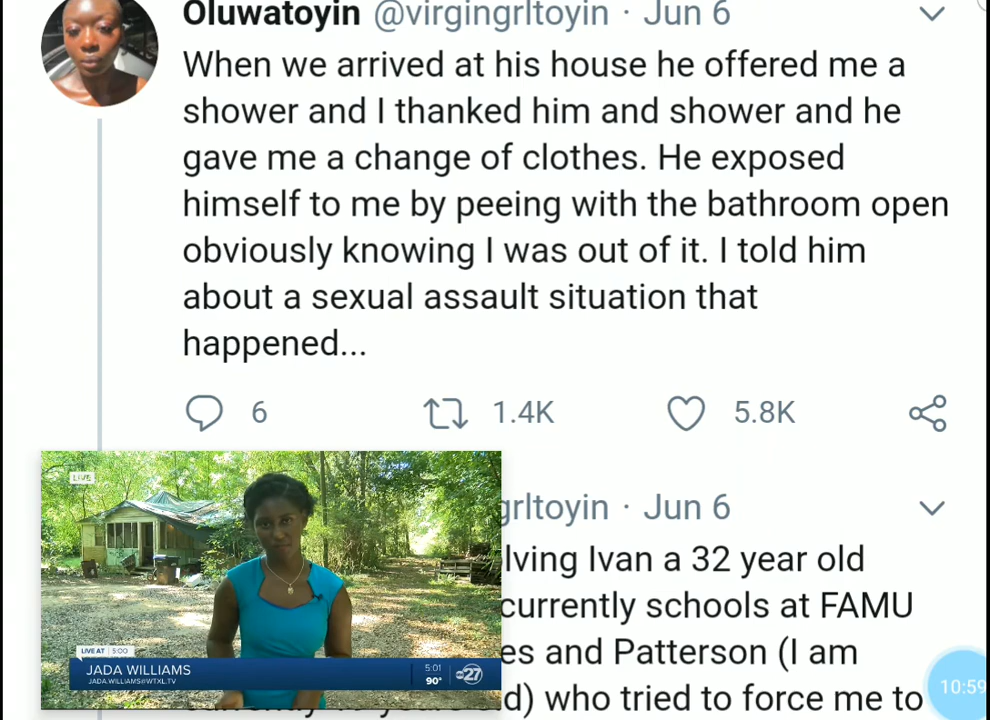 Oluwatoyin @virgingrltoyin · Jun 6
When we arrived at his house he offered me a
shower and I thanked him and shower and he
gave me a change of clothes. He exposed
himself to me by peeing with the bathroom open
obviously knowing I was out of it. I told him
about a sexual assault situation that
happened...
6 1.4K 5.8K
grltoyin · Jun 6
lving Ivan a 32 year old
currently schools at FAMU
es and Patterson (I am
d) who tried to force me to
LIVE
LIVE AT 5:00
JADA WILLIAMS
JADA.WILLIAMS@WTXL.TV
5:01
90°
abc 27
10:59